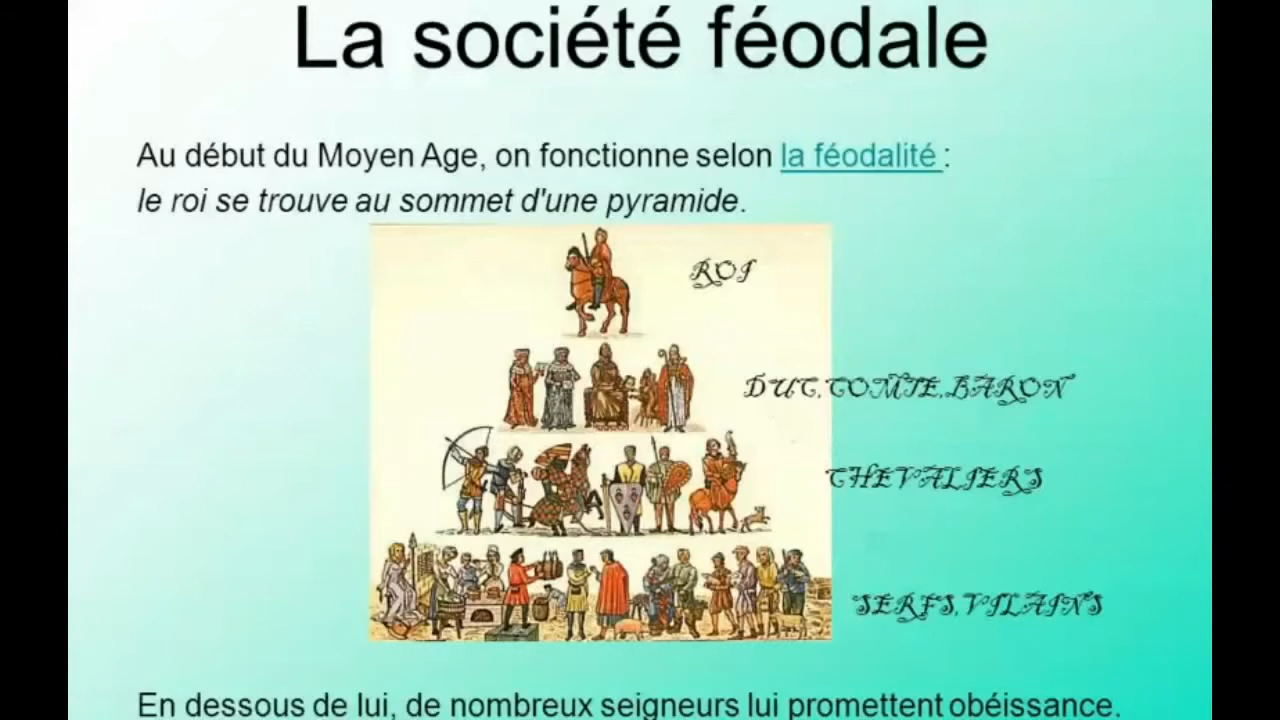 La société féodale
Au début du Moyen Age, on fonctionne selon la féodalité :
le roi se trouve au sommet d'une pyramide.
ROI
DUC,COMTE,BARON
CHEVALIERS
SERFS,VILAINS
En dessous de lui, de nombreux seigneurs lui promettent obéissance.